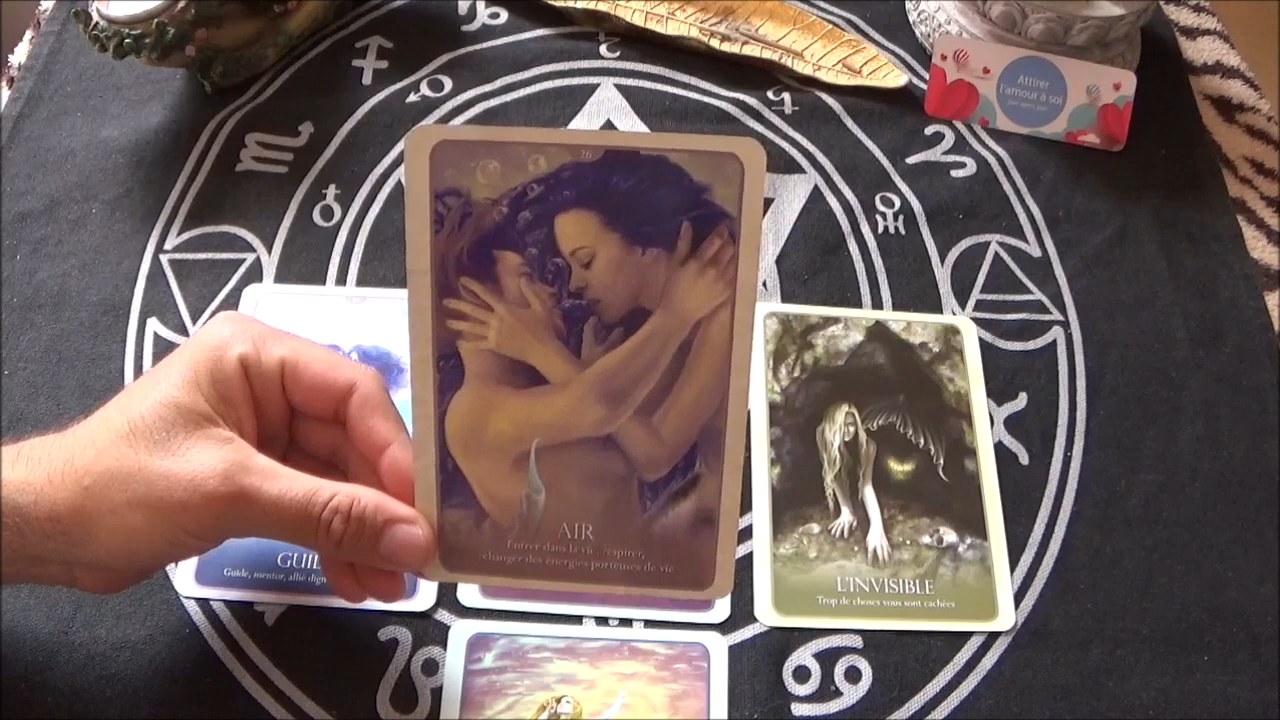 Attirer
l'amour à soi
26
AIR
Entrer dans la vie, respirer,
changer des énergies porteuses de vie
GUI
Guide, mentor, allié dign
L'INVISIBLE
Trop de choses vous sont cachées